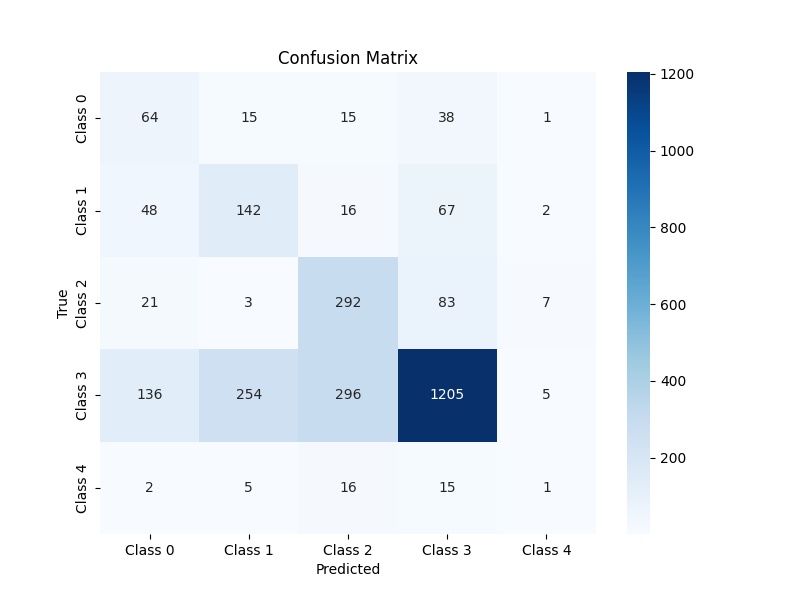 Confusion Matrix
Class 0 64 15 15 38 1
Class 1 48 142 16 67 2
Class 2 21 3 292 83 7
Class 3 136 254 296 1205 5
Class 4 2 5 16 15 1
Class 0 Class 1 Class 2 Class 3 Class 4
Predicted
True
1200
1000
800
600
400
200